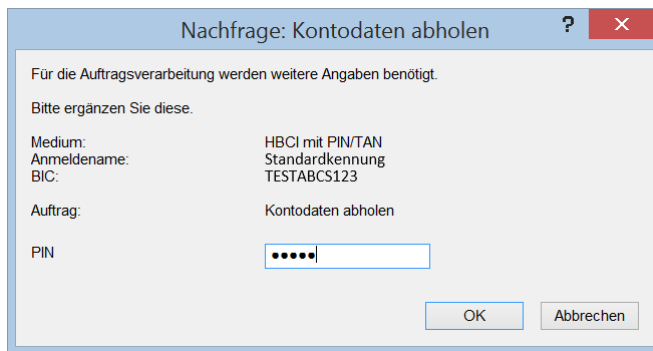 Nachfrage: Kontodaten abholen ?
Für die Auftragsverarbeitung werden weitere Angaben benötigt.
Bitte ergänzen Sie diese.
Medium: HBCI mit PIN/TAN
Anmeldename: Standardkennung
BIC: TESTABCS123
Auftrag: Kontodaten abholen
PIN •••••
OK Abbrechen